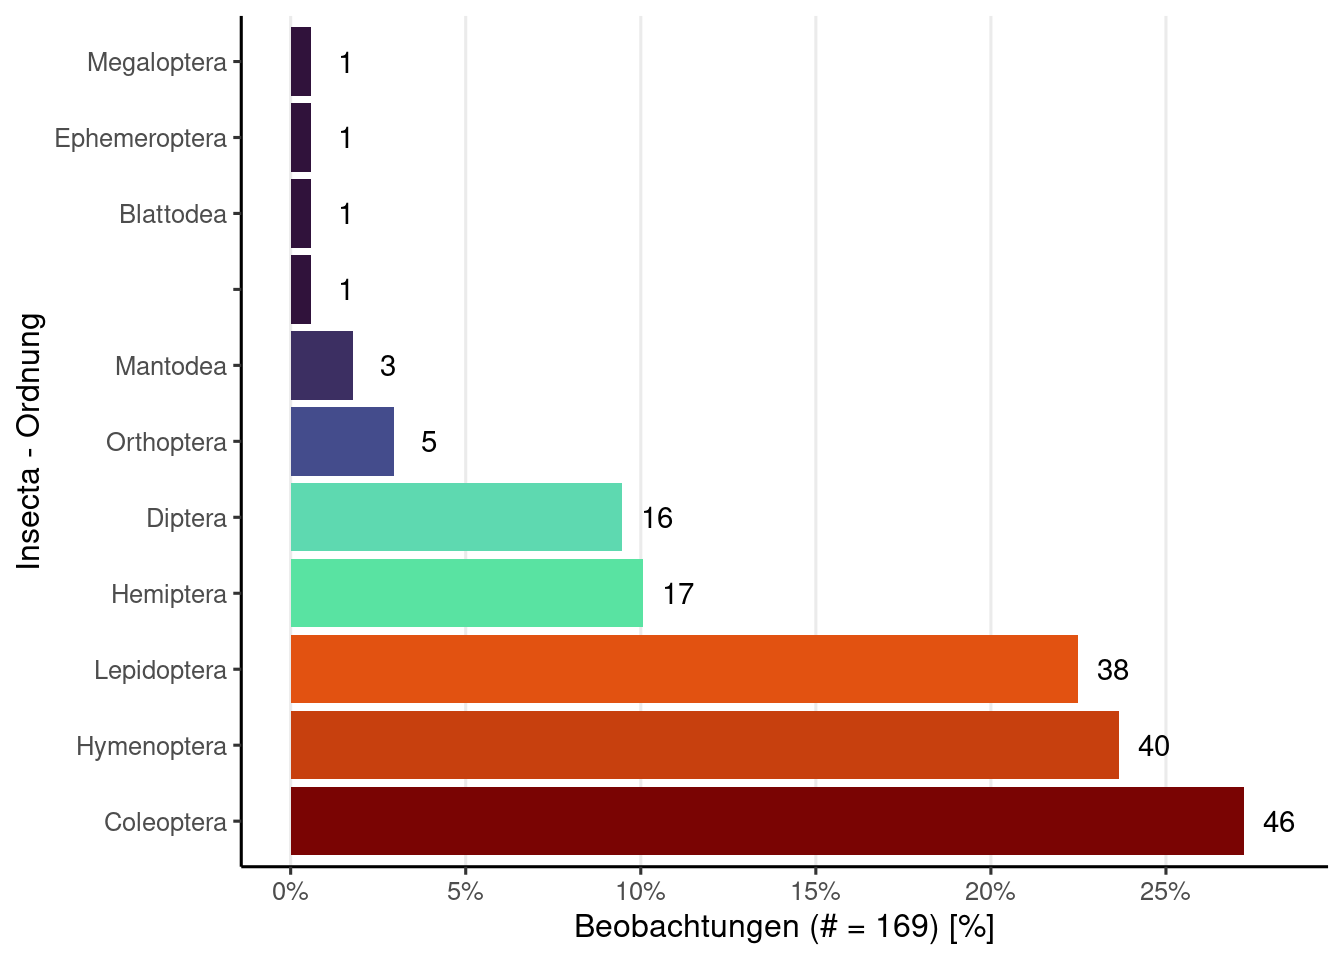 Insecta - Ordnung
Megaloptera 1
Ephemeroptera 1
Blattodea 1
1
Mantodea 3
Orthoptera 5
Diptera 16
Hemiptera 17
Lepidoptera 38
Hymenoptera 40
Coleoptera 46
0% 5% 10% 15% 20% 25%
Beobachtungen (# = 169) [%]